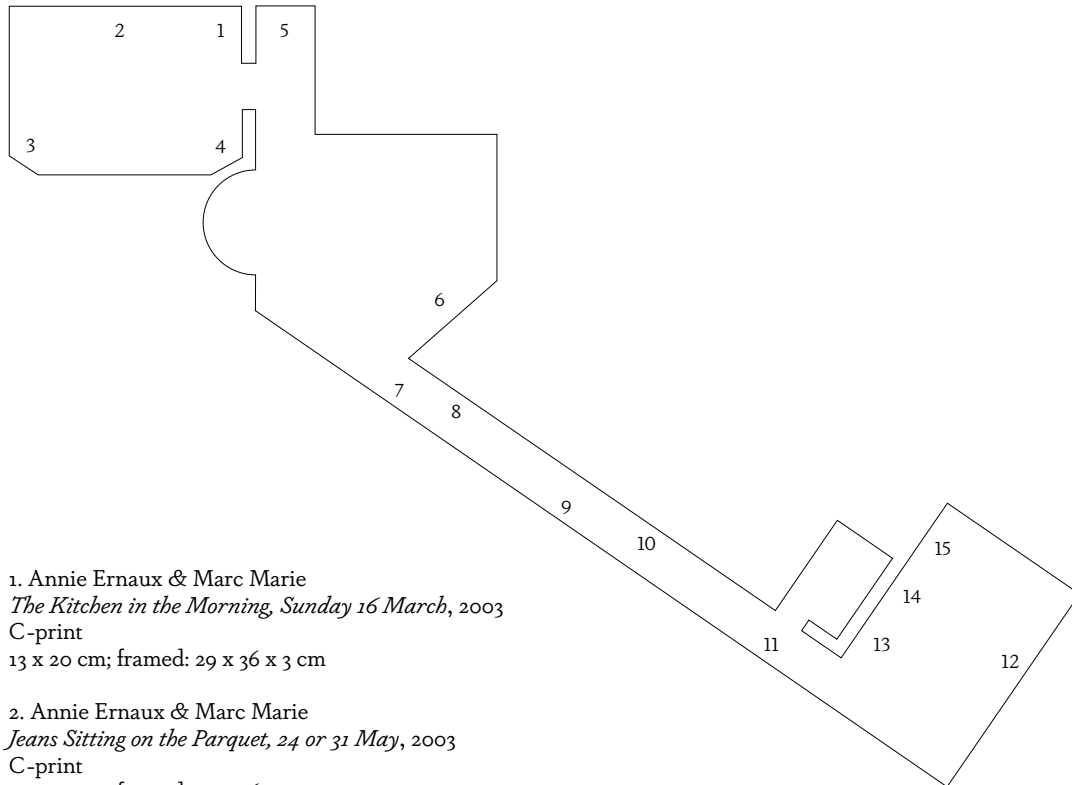 2
1
5
3
4
6
7
8
9
10
11
15
14
13
12
1. Annie Ernaux & Marc Marie
The Kitchen in the Morning, Sunday 16 March, 2003
C-print
13 x 20 cm; framed: 29 x 36 x 3 cm
2. Annie Ernaux & Marc Marie
Jeans Sitting on the Parquet, 24 or 31 May, 2003
C-print